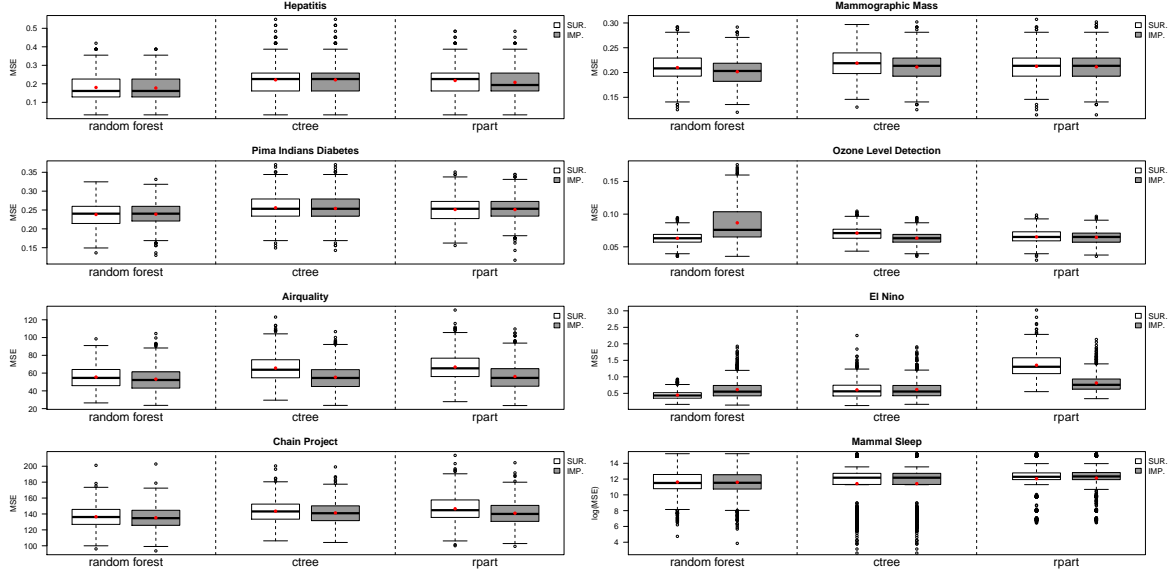 Hepatitis
MSE
0.5
0.4
0.3
0.2
0.1
random forest
ctree
rpart
SUR.
IMP.
Mammographic Mass
MSE
0.30
0.25
0.20
0.15
random forest
ctree
rpart
SUR.
IMP.
Pima Indians Diabetes
MSE
0.35
0.30
0.25
0.20
0.15
random forest
ctree
rpart
SUR.
IMP.
Ozone Level Detection
MSE
0.15
0.10
0.05
random forest
ctree
rpart
SUR.
IMP.
Airquality
MSE
120
100
80
60
40
20
random forest
ctree
rpart
SUR.
IMP.
El Nino
MSE
3.0
2.5
2.0
1.5
1.0
0.5
random forest
ctree
rpart
SUR.
IMP.
Chain Project
MSE
200
180
160
140
120
100
random forest
ctree
rpart
SUR.
IMP.
Mammal Sleep
log(MSE)
14
12
10
8
6
4
random forest
ctree
rpart
SUR.
IMP.